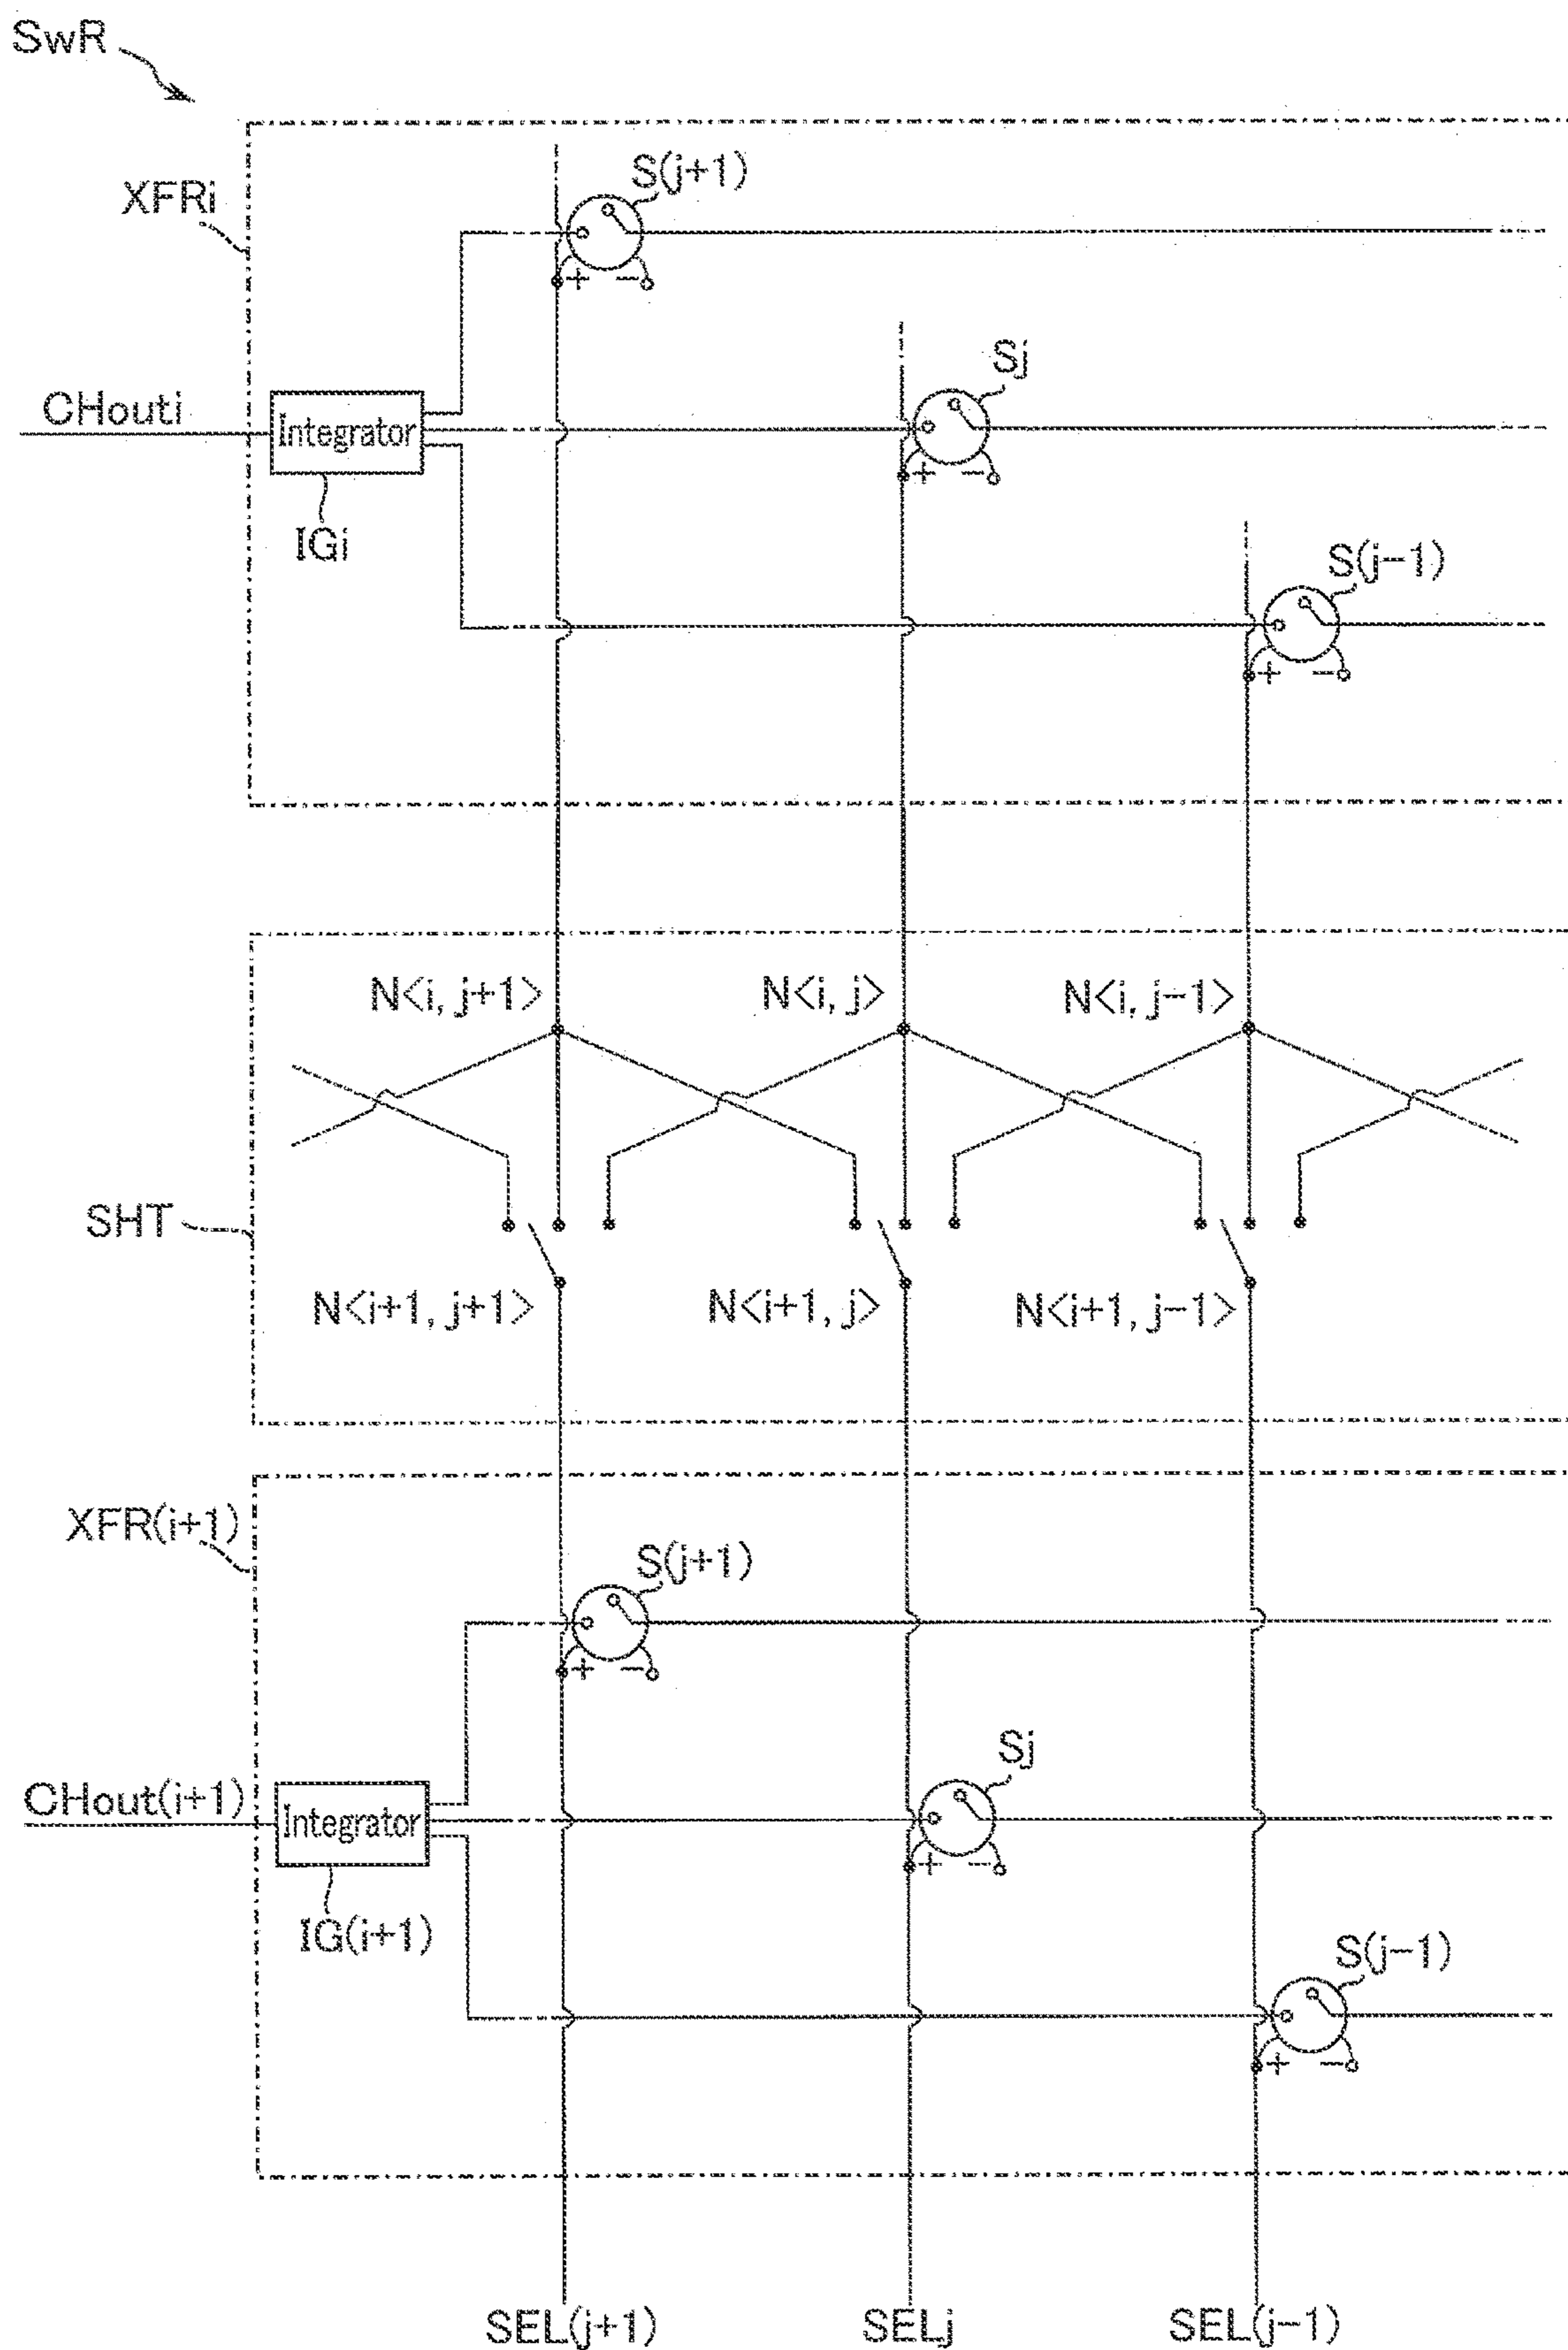 SwR
XFRi
S(j+1)
+ −
Sj
CHouti
Integrator
+ −
IGi
S(j−1)
+ −
N<i, j+1>
N<i, j>
N<i, j−1>
SHT
N<i+1, j+1>
N<i+1, j>
N<i+1, j−1>
XFR(i+1)
S(j+1)
+ −
Sj
CHout(i+1)
Integrator
+ −
IG(i+1)
S(j−1)
+ −
SEL(j+1)
SELj
SEL(j−1)